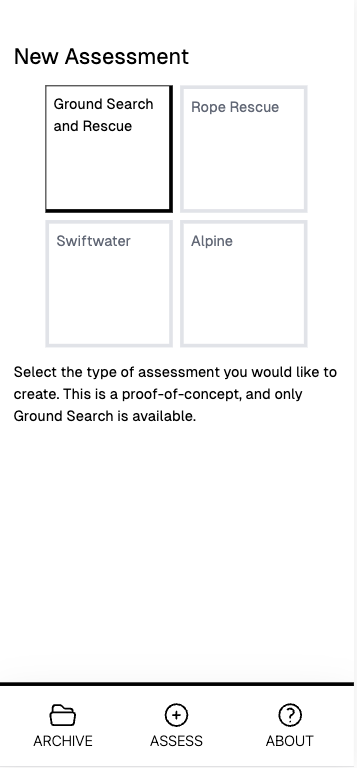 New Assessment
Ground Search
and Rescue
Rope Rescue
Swiftwater
Alpine
Select the type of assessment you would like to
create. This is a proof-of-concept, and only
Ground Search is available.
ARCHIVE
ASSESS
ABOUT